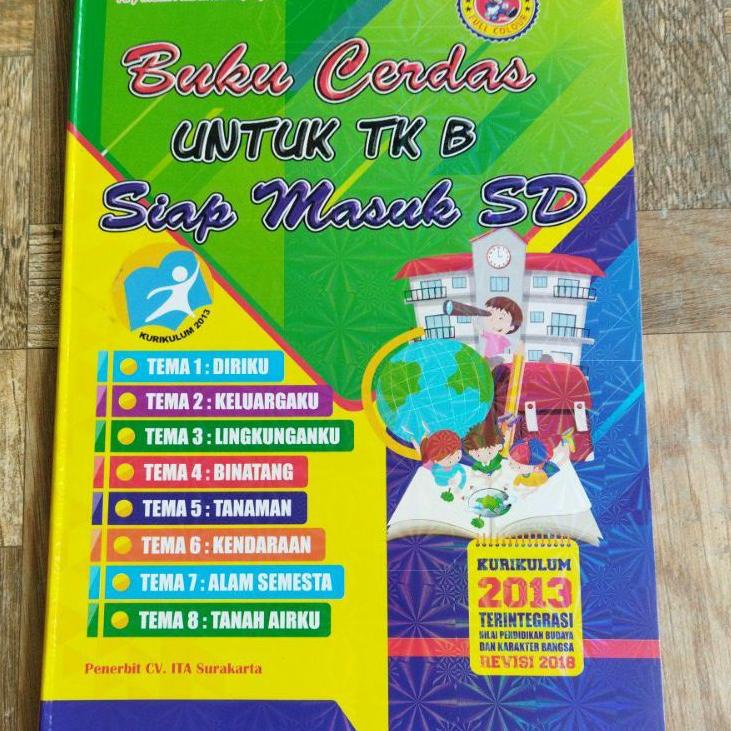 FULL COLOUR
Buku Cerdas
UNTUK TK B
Siap Masuk SD
KURIKULUM 2013
TEMA 1 : DIRIKU
TEMA 2 : KELUARGAKU
TEMA 3 : LINGKUNGANKU
TEMA 4 : BINATANG
TEMA 5 : TANAMAN
TEMA 6 : KENDARAAN
TEMA 7 : ALAM SEMESTA
TEMA 8 : TANAH AIRKU
KURIKULUM
2013
TERINTEGRASI
NILAI PENDIDIKAN BUDAYA
DAN KARAKTER BANGSA
REVISI 2018
Penerbit CV. ITA Surakarta